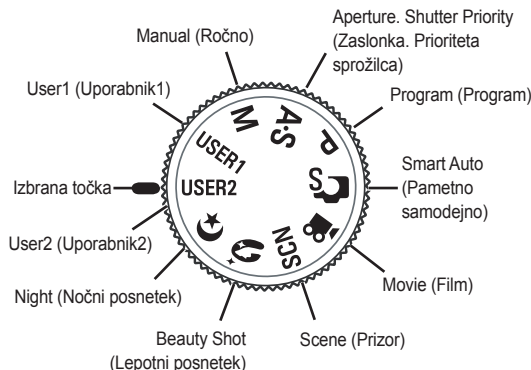 Aperture. Shutter Priority
(Zaslonka. Prioriteta
sprožilca)
Manual (Ročno)
User1 (Uporabnik1)
Program (Program)
M
A·S
P
USER1
USER2
S
SCN
Smart Auto
(Pametno
samodejno)
Izbrana točka
User2 (Uporabnik2)
Night (Nočni posnetek)
Movie (Film)
Beauty Shot
(Lepotni posnetek)
Scene (Prizor)